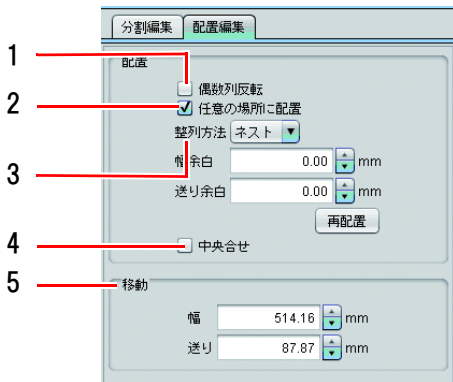 分割編集 配置編集
配置
1
偶数列反転
2
任意の場所に配置
整列方法 ネスト
3
幅余白 0.00 mm
送り余白 0.00 mm
再配置
4
中央合せ
5
移動
幅 514.16 mm
送り 87.87 mm